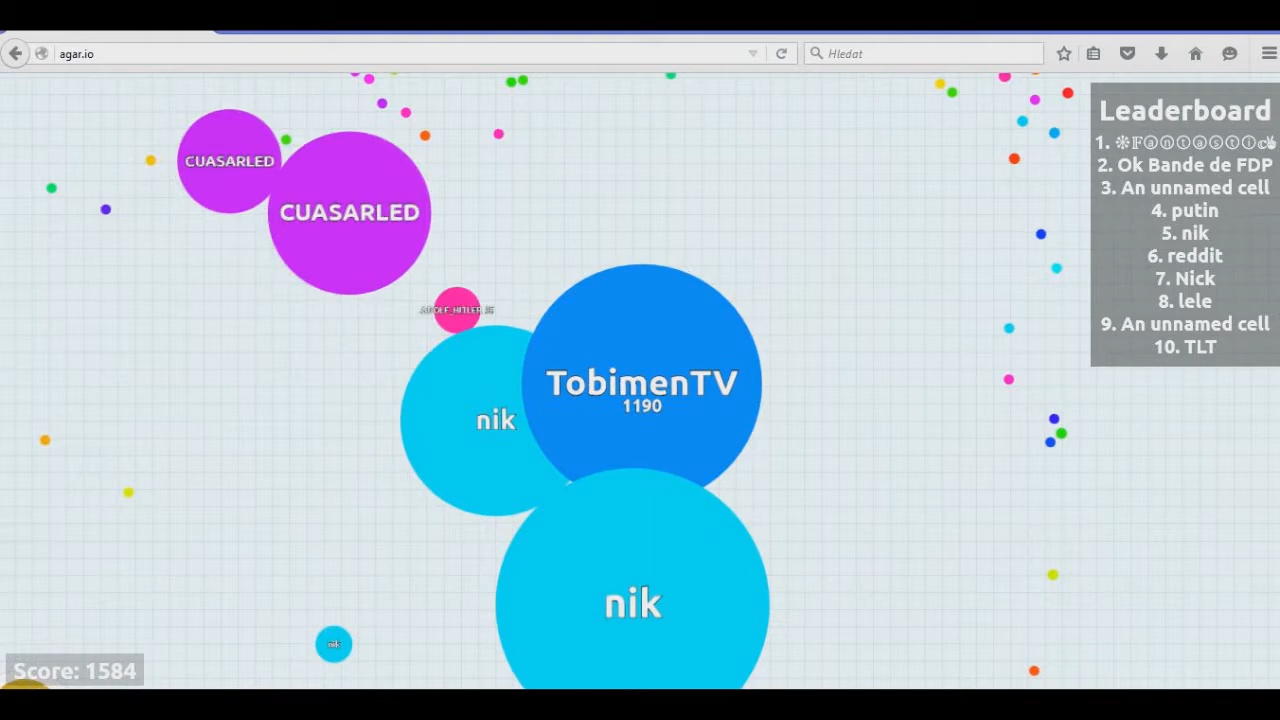 agar.io
Hledat
Leaderboard
1. ❊𝔽ⓐⓝⓣⓐⓢⓣⓘⓒ✌
2. Ok Bande de FDP
3. An unnamed cell
4. putin
5. nik
6. reddit
7. Nick
8. lele
9. An unnamed cell
10. TLT
CUASARLED
CUASARLED
TobimenTV
1190
nik
nik
nik
Score: 1584